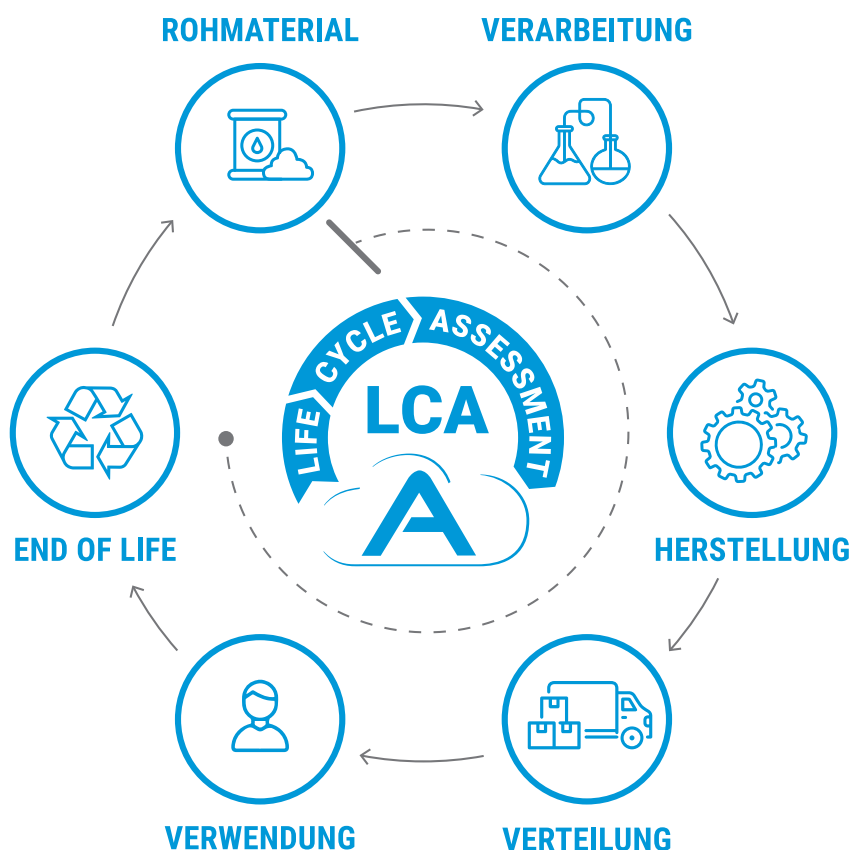 ROHMATERIAL
VERARBEITUNG
LIFE CYCLE ASSESSMENT
LCA
A
END OF LIFE
HERSTELLUNG
VERWENDUNG
VERTEILUNG